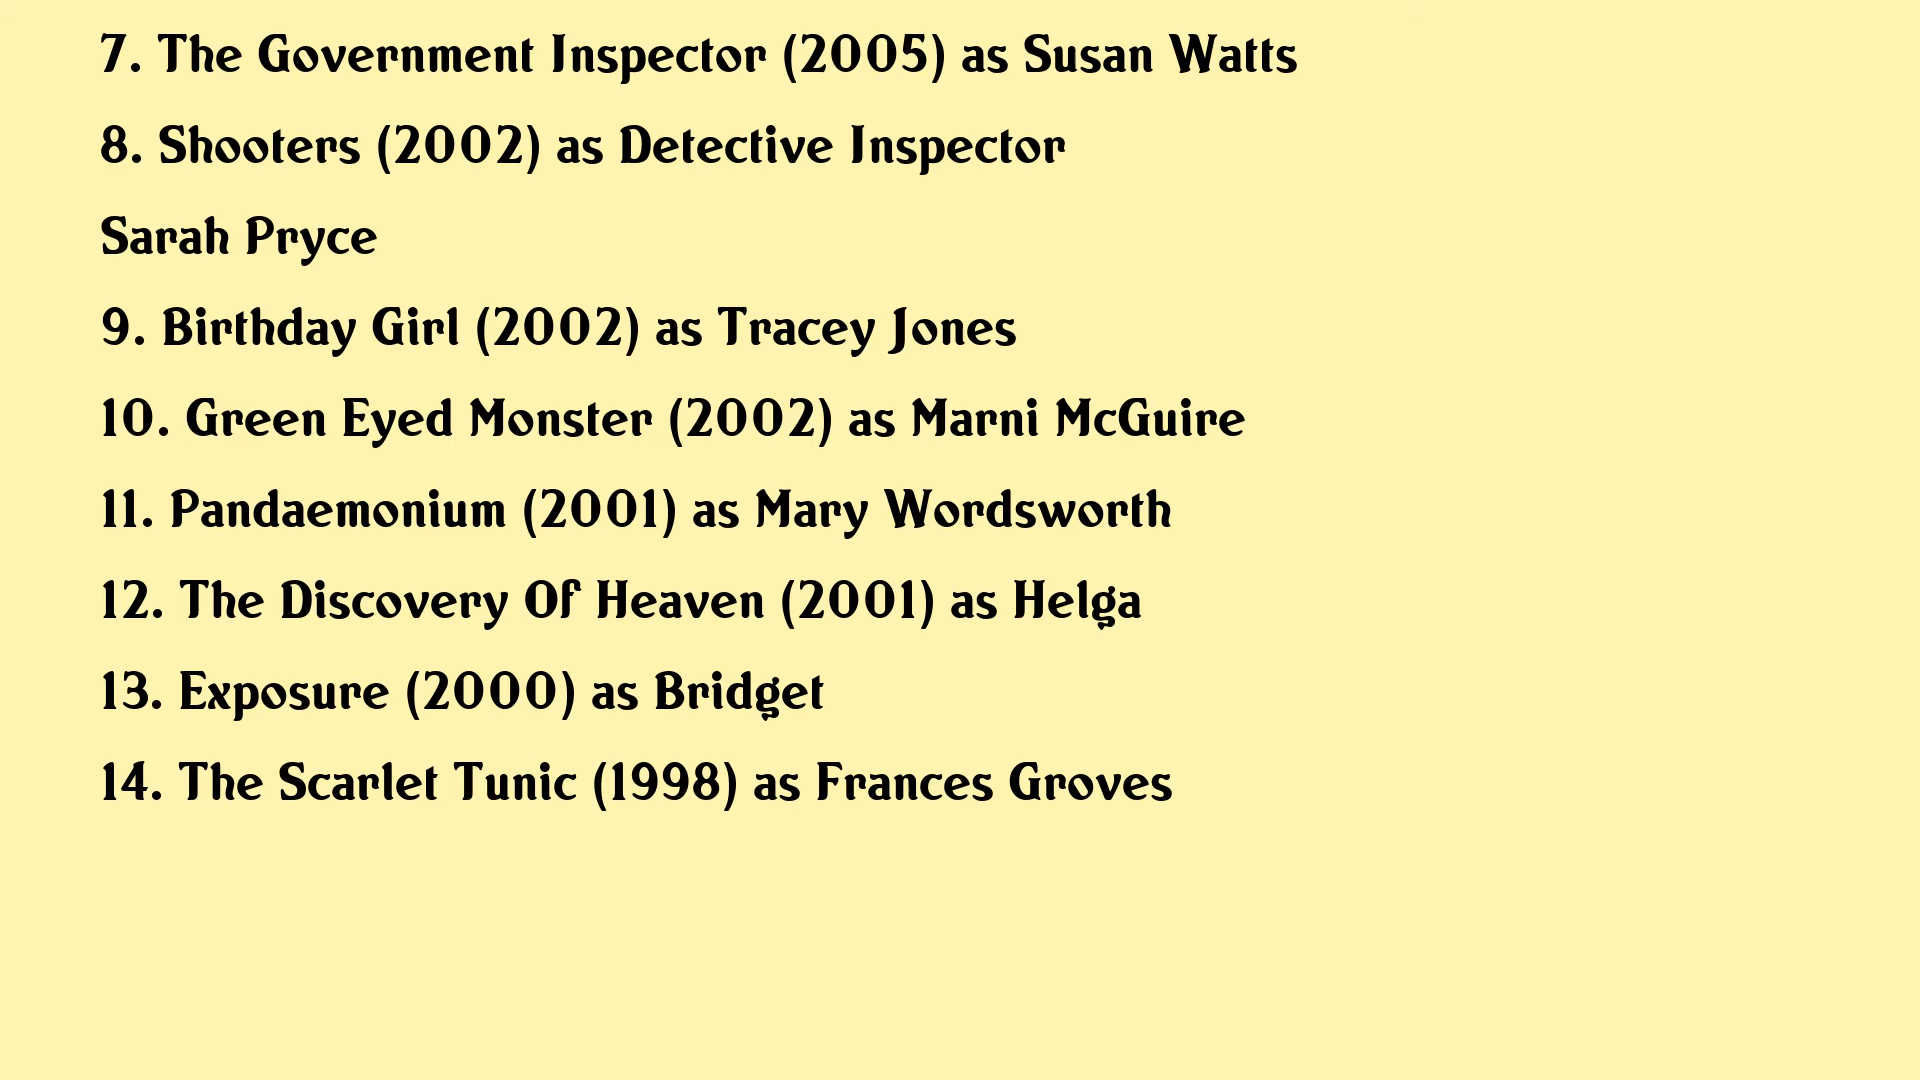 7. The Government Inspector (2005) as Susan Watts
8. Shooters (2002) as Detective Inspector
Sarah Pryce
9. Birthday Girl (2002) as Tracey Jones
10. Green Eyed Monster (2002) as Marni McGuire
11. Pandaemonium (2001) as Mary Wordsworth
12. The Discovery Of Heaven (2001) as Helga
13. Exposure (2000) as Bridget
14. The Scarlet Tunic (1998) as Frances Groves